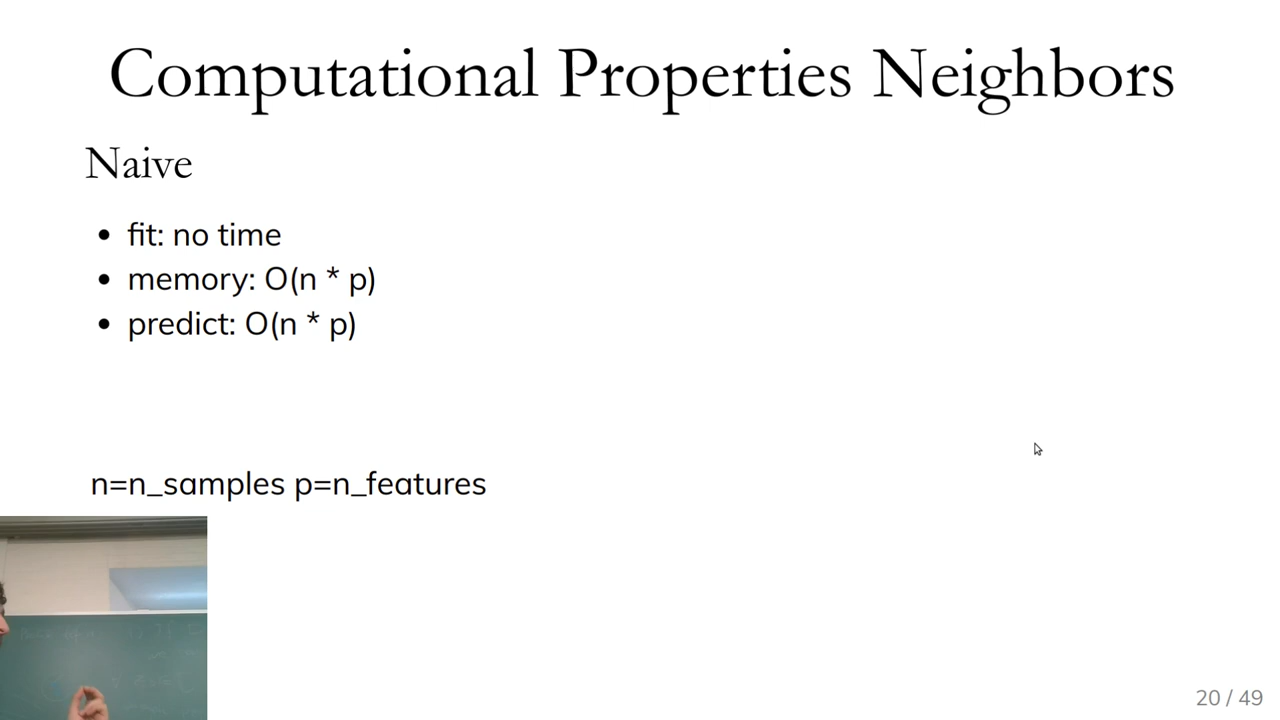 Computational Properties Neighbors
Naive
• fit: no time
• memory: O(n * p)
• predict: O(n * p)
n=n_samples p=n_features
20 / 49